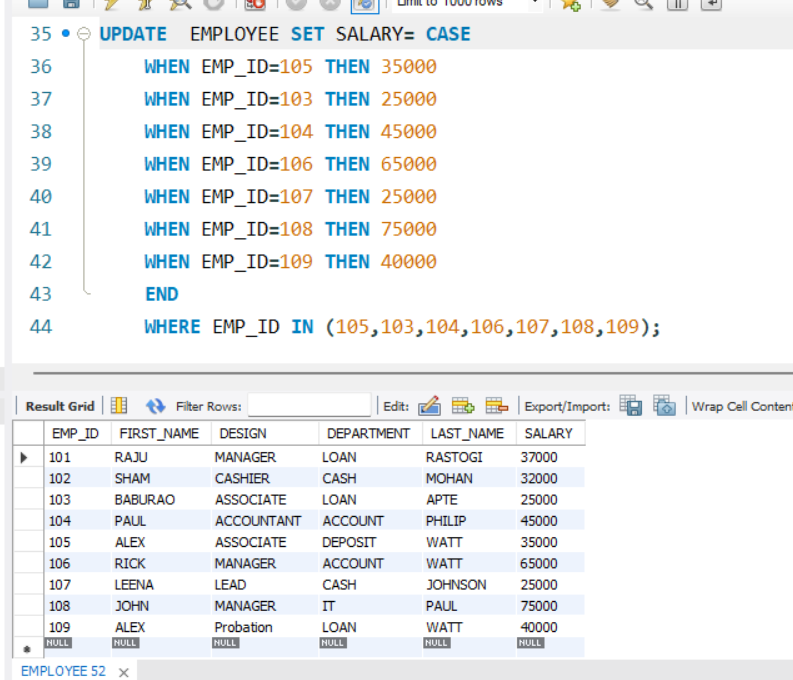 Limit to 1000 rows
35 UPDATE EMPLOYEE SET SALARY= CASE
36 WHEN EMP_ID=105 THEN 35000
37 WHEN EMP_ID=103 THEN 25000
38 WHEN EMP_ID=104 THEN 45000
39 WHEN EMP_ID=106 THEN 65000
40 WHEN EMP_ID=107 THEN 25000
41 WHEN EMP_ID=108 THEN 75000
42 WHEN EMP_ID=109 THEN 40000
43 END
44 WHERE EMP_ID IN (105,103,104,106,107,108,109);
Result Grid Filter Rows: Edit: Export/Import: Wrap Cell Content
EMP_ID FIRST_NAME DESIGN DEPARTMENT LAST_NAME SALARY
101 RAJU MANAGER LOAN RASTOGI 37000
102 SHAM CASHIER CASH MOHAN 32000
103 BABURAO ASSOCIATE LOAN APTE 25000
104 PAUL ACCOUNTANT ACCOUNT PHILIP 45000
105 ALEX ASSOCIATE DEPOSIT WATT 35000
106 RICK MANAGER ACCOUNT WATT 65000
107 LEENA LEAD CASH JOHNSON 25000
108 JOHN MANAGER IT PAUL 75000
109 ALEX Probation LOAN WATT 40000
NULL NULL NULL NULL NULL NULL
EMPLOYEE 52